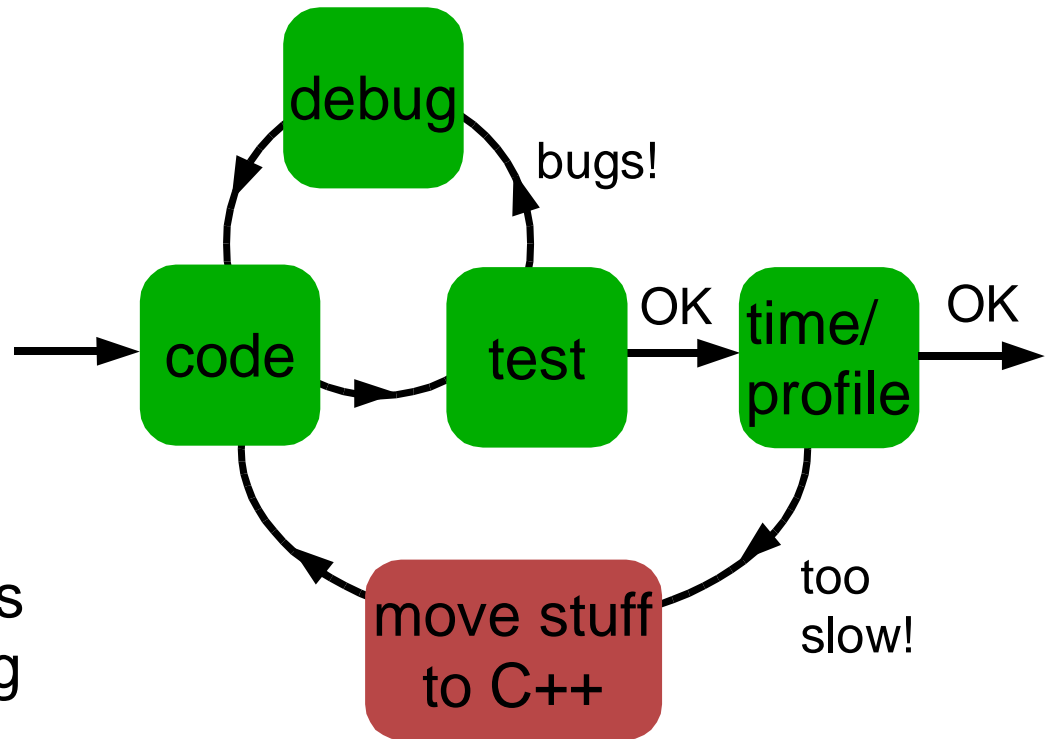 debug
bugs!
code
test
OK
time/
profile
OK
too
slow!
move stuff
to C++
s
g